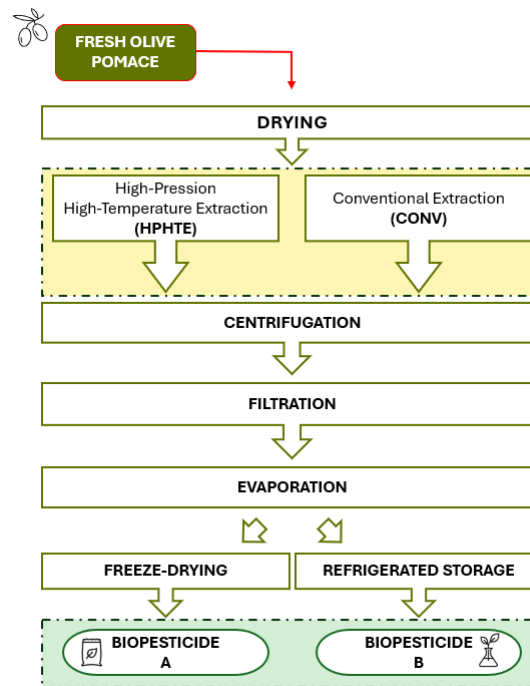 FRESH OLIVE
POMACE
DRYING
High-Pression
High-Temperature Extraction
(HPHTE)
Conventional Extraction
(CONV)
CENTRIFUGATION
FILTRATION
EVAPORATION
FREEZE-DRYING
REFRIGERATED STORAGE
BIOPESTICIDE
A
BIOPESTICIDE
B